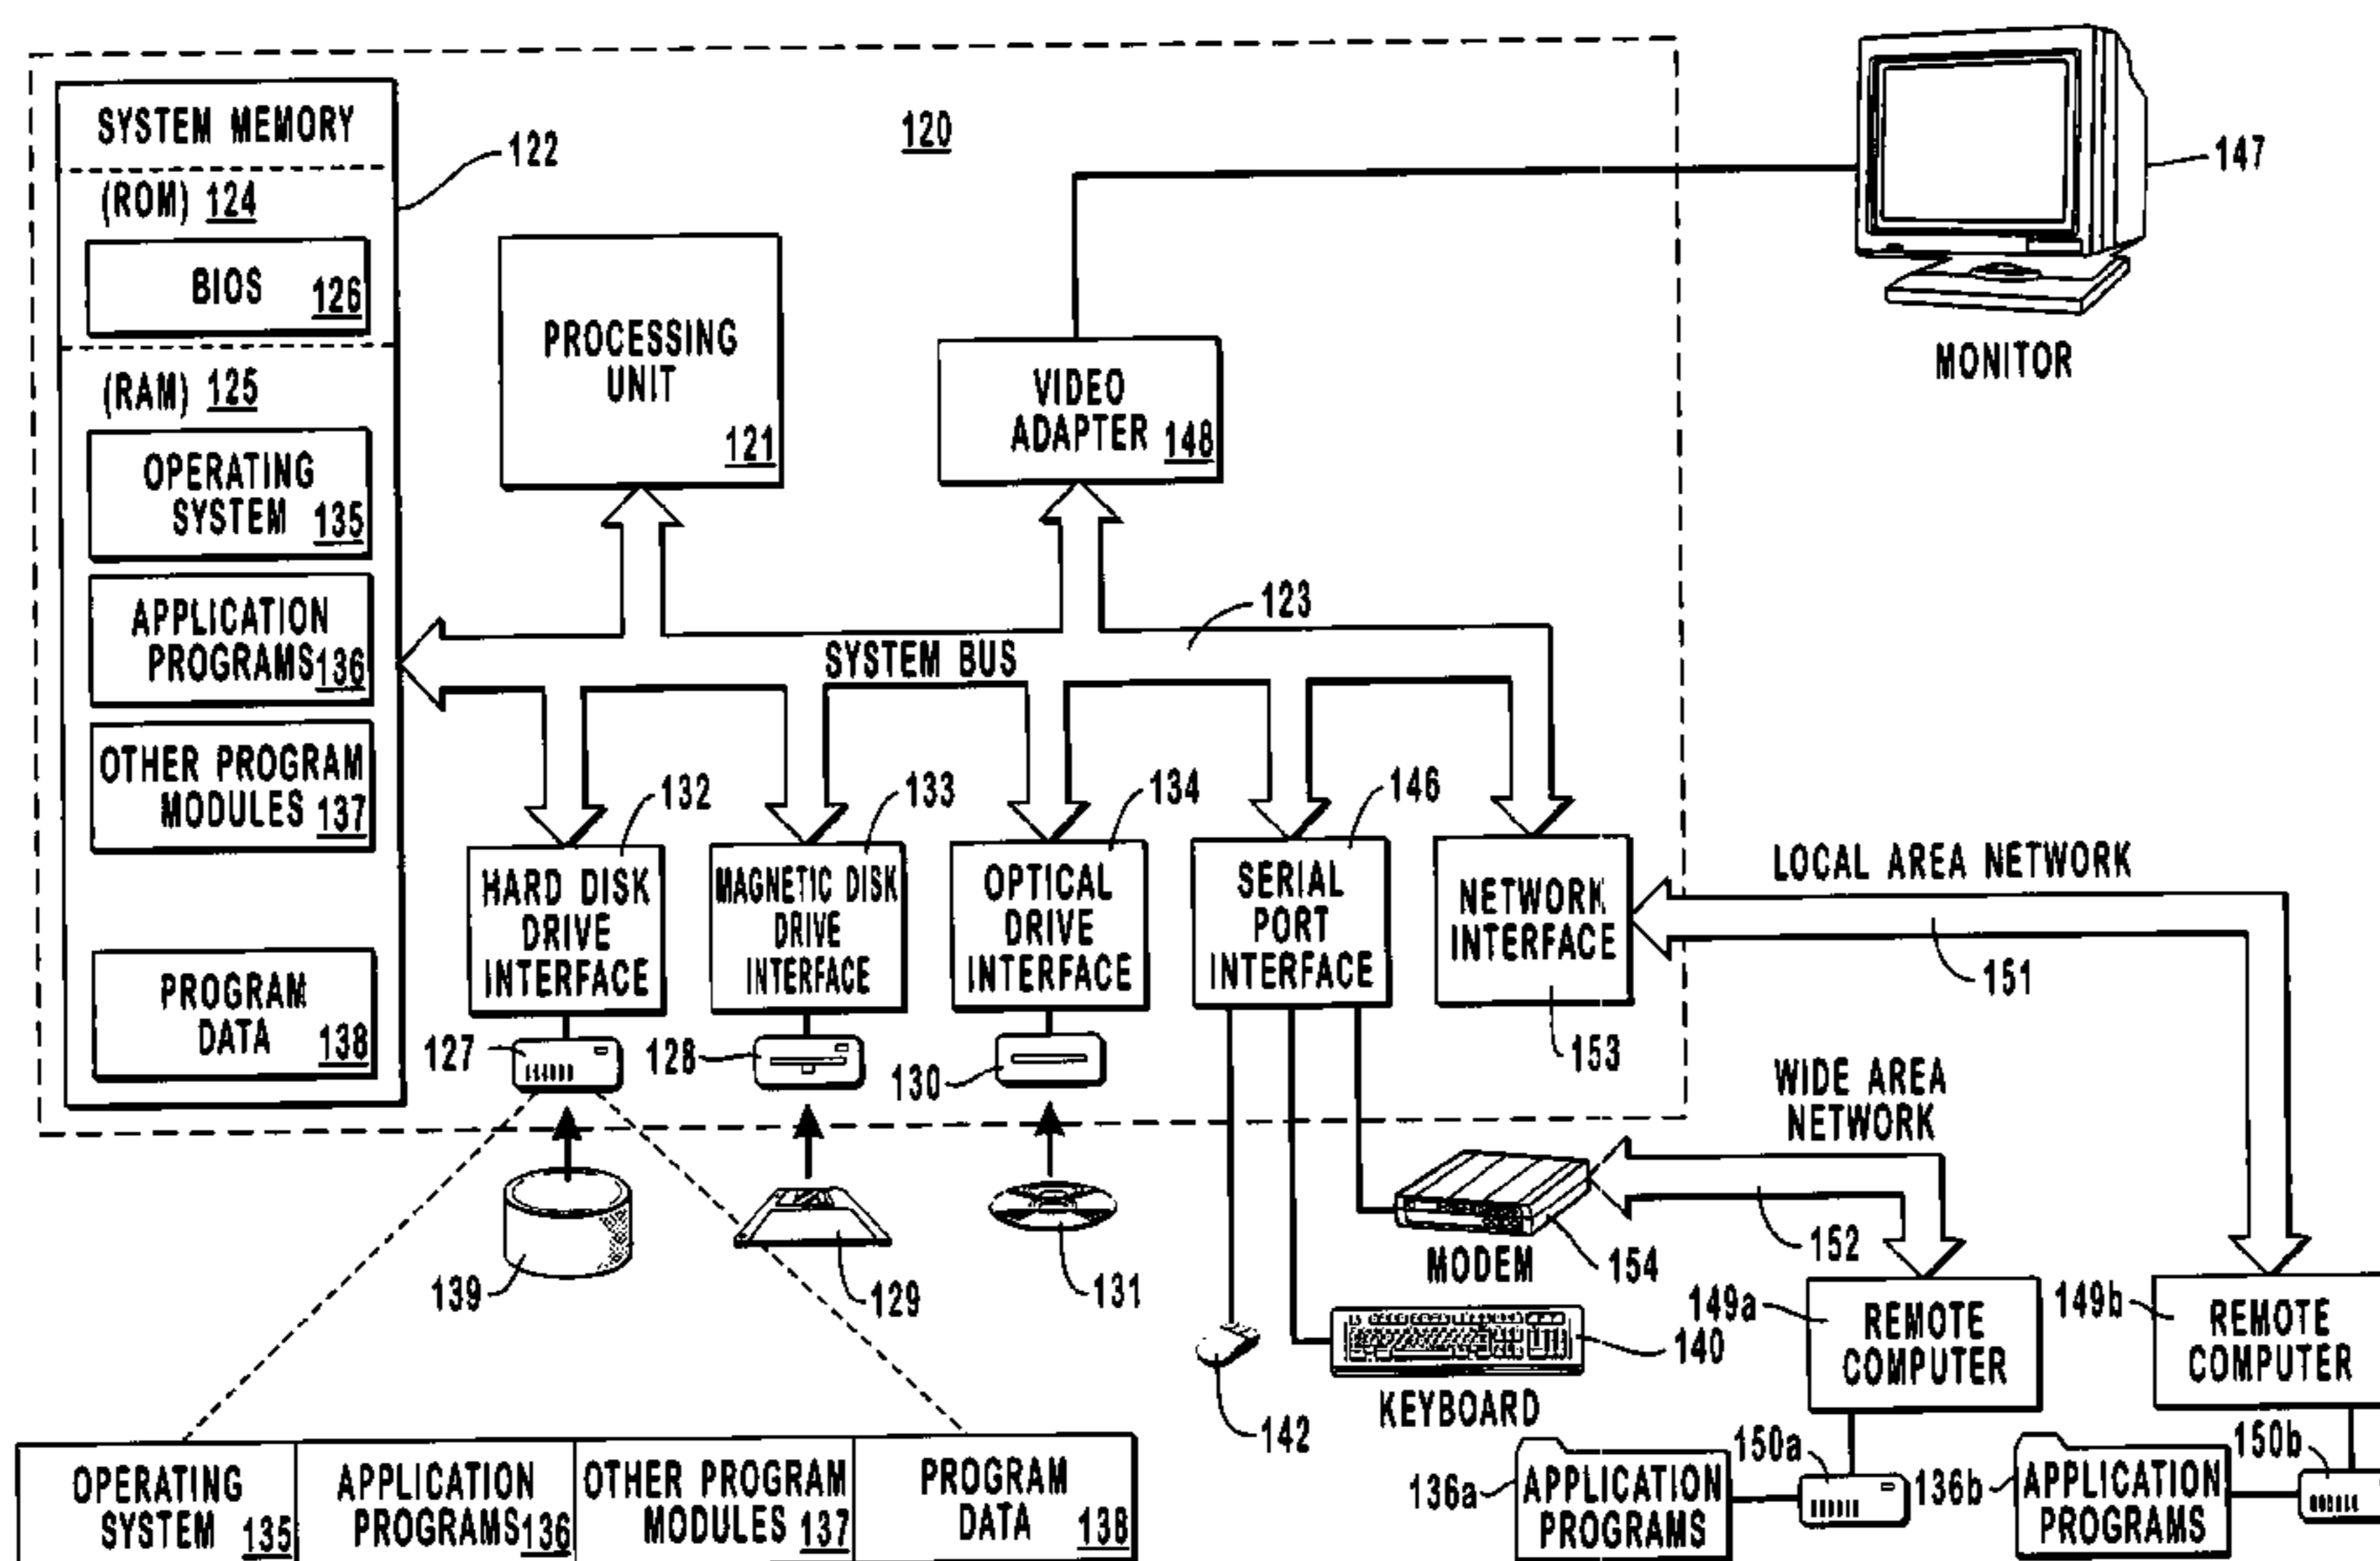 120
SYSTEM MEMORY
122
(ROM) 124
BIOS 126
(RAM) 125
OPERATING
SYSTEM 135
APPLICATION
PROGRAMS 136
OTHER PROGRAM
MODULES 137
PROGRAM
DATA 138
PROCESSING
UNIT
121
VIDEO
ADAPTER 148
147
MONITOR
SYSTEM BUS
123
132
HARD DISK
DRIVE
INTERFACE
133
MAGNETIC DISK
DRIVE
INTERFACE
134
OPTICAL
DRIVE
INTERFACE
146
SERIAL
PORT
INTERFACE
NETWORK
INTERFACE
153
LOCAL AREA NETWORK
151
127
128
130
WIDE AREA
NETWORK
152
139
129
131
MODEM
154
142
140
KEYBOARD
149a
REMOTE
COMPUTER
149b
REMOTE
COMPUTER
OPERATING
SYSTEM 135
APPLICATION
PROGRAMS 136
OTHER PROGRAM
MODULES 137
PROGRAM
DATA 138
136a
APPLICATION
PROGRAMS
150a
136b
APPLICATION
PROGRAMS
150b